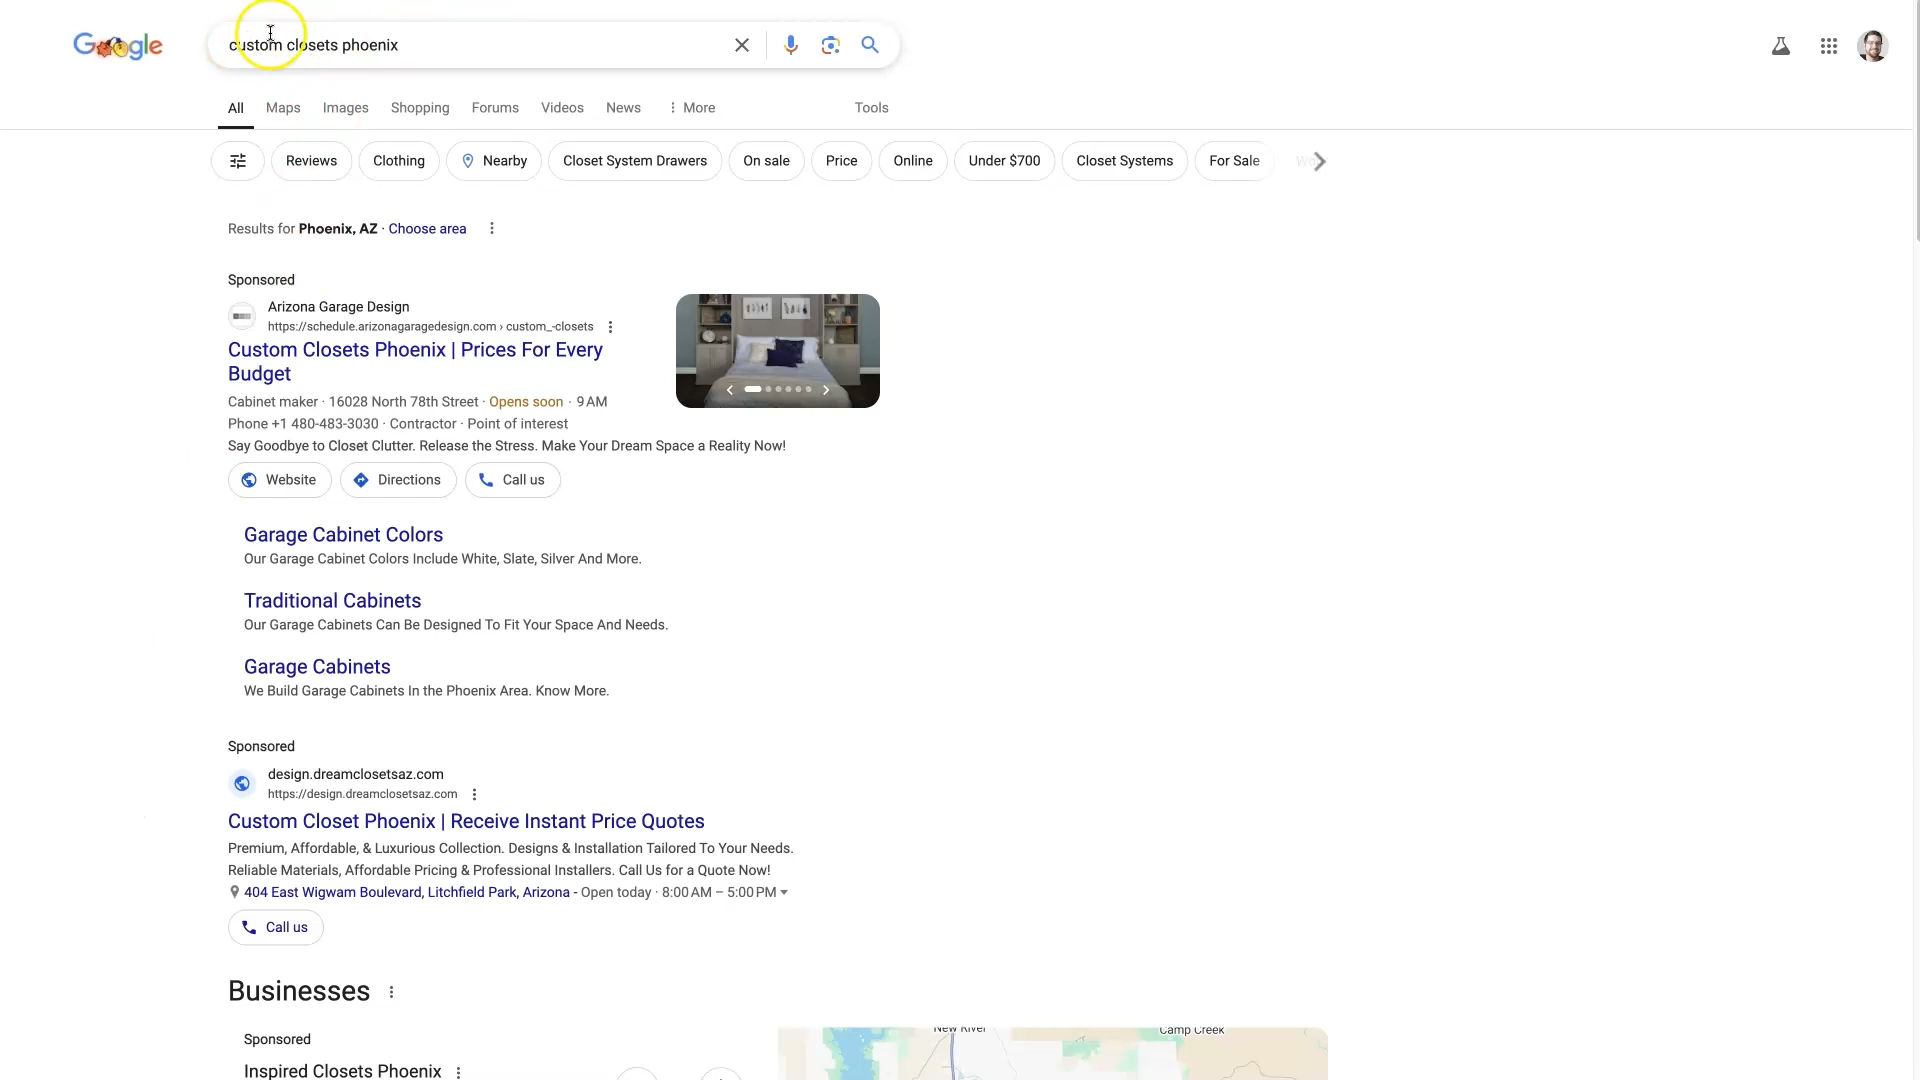 Google
custom closets phoenix
All Maps Images Shopping Forums Videos News More Tools
Reviews Clothing Nearby Closet System Drawers On sale Price Online Under $700 Closet Systems For Sale
Results for Phoenix, AZ · Choose area
Sponsored
Arizona Garage Design
https://schedule.arizonagaragedesign.com › custom_-closets
Custom Closets Phoenix | Prices For Every
Budget
Cabinet maker · 16028 North 78th Street · Opens soon · 9 AM
Phone +1 480-483-3030 · Contractor · Point of interest
Say Goodbye to Closet Clutter. Release the Stress. Make Your Dream Space a Reality Now!
Website Directions Call us
Garage Cabinet Colors
Our Garage Cabinet Colors Include White, Slate, Silver And More.
Traditional Cabinets
Our Garage Cabinets Can Be Designed To Fit Your Space And Needs.
Garage Cabinets
We Build Garage Cabinets In the Phoenix Area. Know More.
Sponsored
design.dreamclosetsaz.com
https://design.dreamclosetsaz.com
Custom Closet Phoenix | Receive Instant Price Quotes
Premium, Affordable, & Luxurious Collection. Designs & Installation Tailored To Your Needs.
Reliable Materials, Affordable Pricing & Professional Installers. Call Us for a Quote Now!
404 East Wigwam Boulevard, Litchfield Park, Arizona - Open today · 8:00 AM – 5:00 PM
Call us
Businesses
Sponsored
Inspired Closets Phoenix
New River
Camp Creek